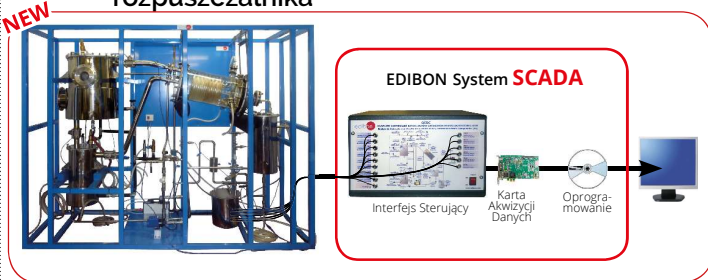 rozpuszczalnika
NEW
EDIBON System SCADA
Interfejs Sterujący
Karta
Akwizycji
Danych
Oprogra-
mowanie